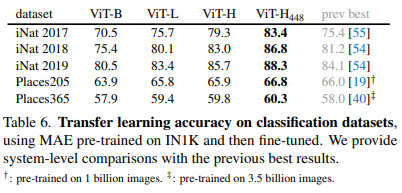 dataset ViT-B ViT-L ViT-H ViT-H448 prev best
iNat 2017 70.5 75.7 79.3 83.4 75.4 [55]
iNat 2018 75.4 80.1 83.0 86.8 81.2 [54]
iNat 2019 80.5 83.4 85.7 88.3 84.1 [54]
Places205 63.9 65.8 65.9 66.8 66.0 [19]†
Places365 57.9 59.4 59.8 60.3 58.0 [40]‡
Table 6. Transfer learning accuracy on classification datasets,
using MAE pre-trained on IN1K and then fine-tuned. We provide
system-level comparisons with the previous best results.
†: pre-trained on 1 billion images. ‡: pre-trained on 3.5 billion images.